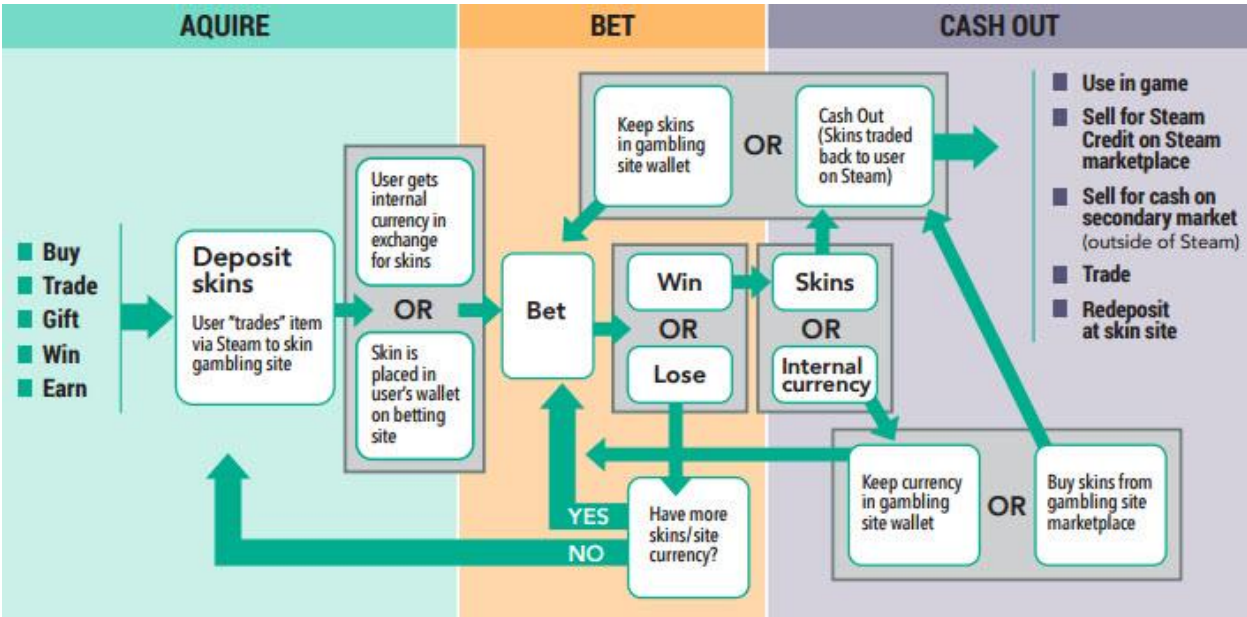 AQUIRE
BET
CASH OUT
Buy
Trade
Gift
Win
Earn
Deposit
skins
User "trades" item
via Steam to skin
gambling site
User gets
internal
currency in
exchange
for skins
OR
Skin is
placed in
user's wallet
on betting
site
Bet
Keep skins
in gambling
site wallet
OR
Cash Out
(Skins traded
back to user
on Steam)
Win
OR
Lose
Skins
OR
Internal
currency
YES
NO
Have more
skins/site
currency?
Keep currency
in gambling
site wallet
OR
Buy skins from
gambling site
marketplace
Use in game
Sell for Steam
Credit on Steam
marketplace
Sell for cash on
secondary market
(outside of Steam)
Trade
Redeposit
at skin site